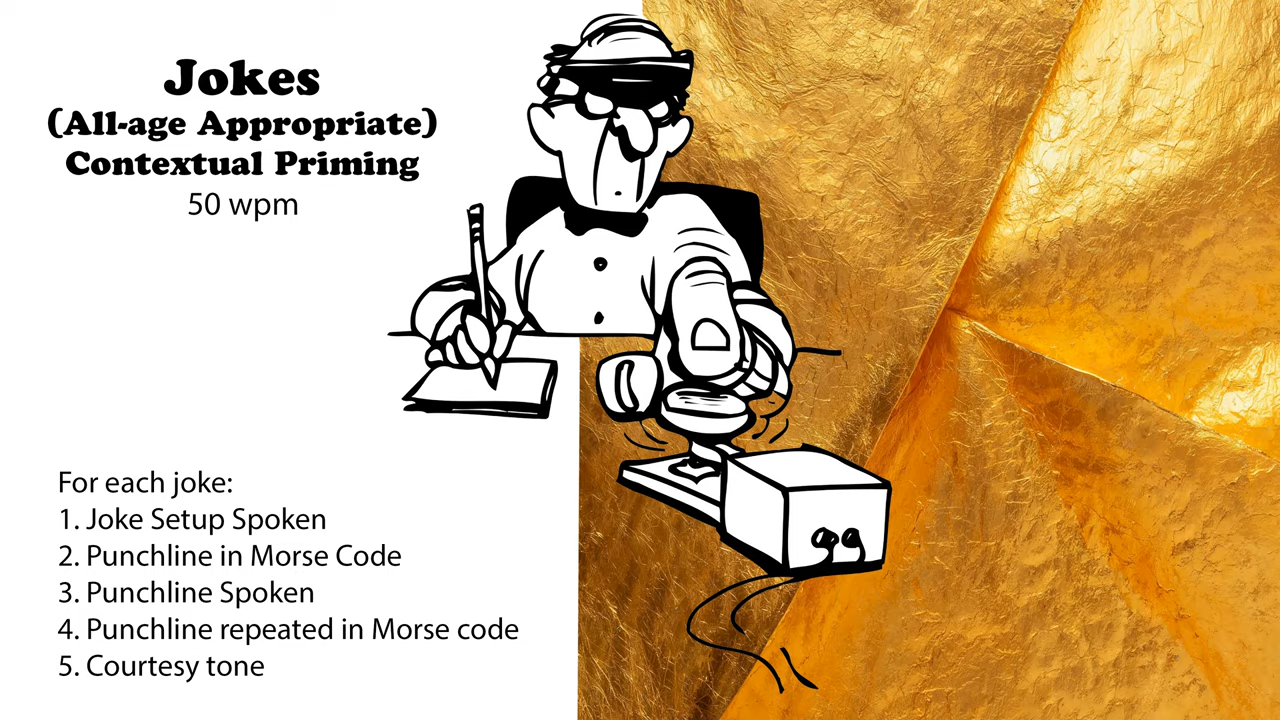 Jokes
(All-age Appropriate)
Contextual Priming
50 wpm
For each joke:
1. Joke Setup Spoken
2. Punchline in Morse Code
3. Punchline Spoken
4. Punchline repeated in Morse code
5. Courtesy tone